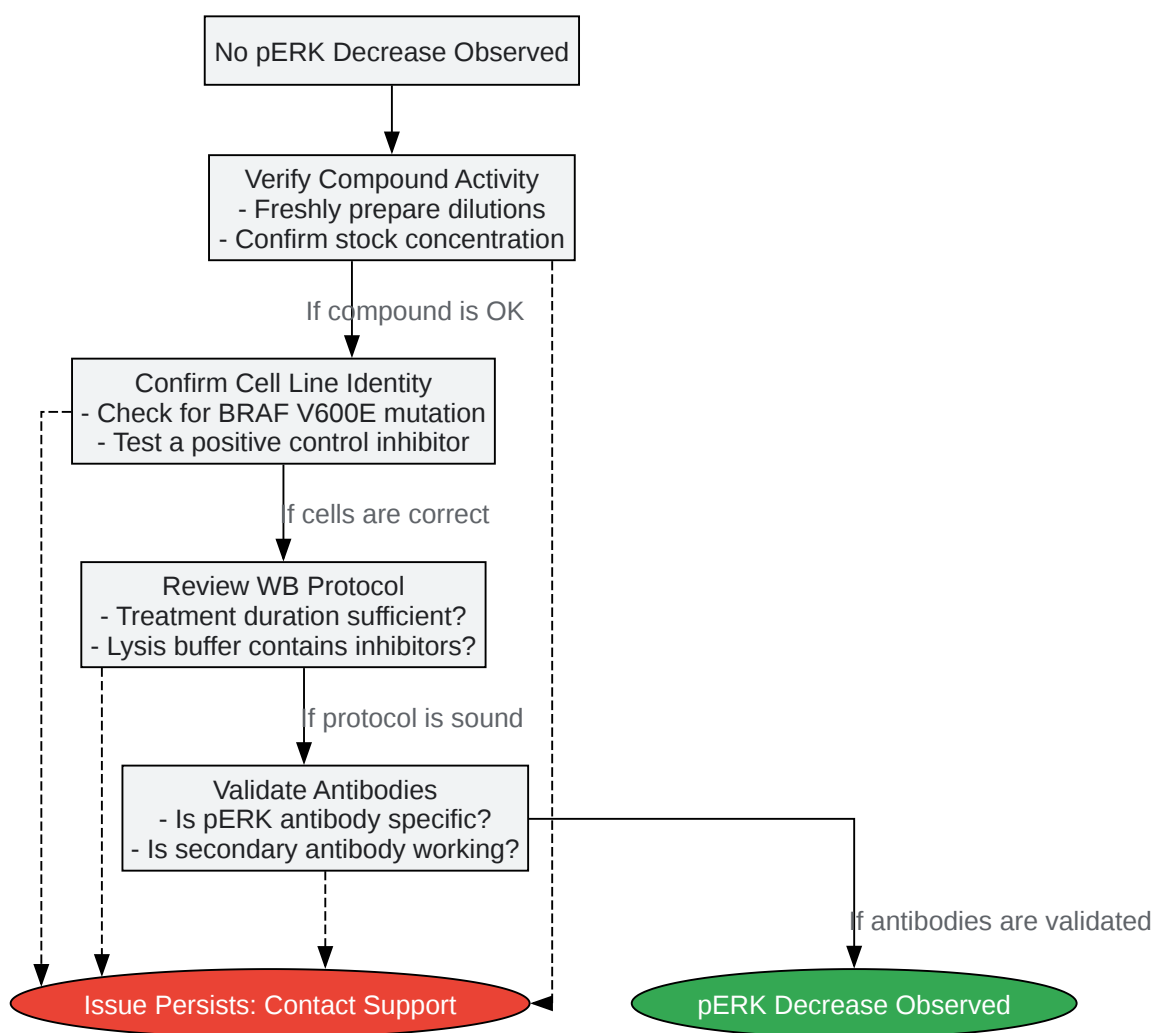 No pERK Decrease Observed
Verify Compound Activity
- Freshly prepare dilutions
- Confirm stock concentration
If compound is OK
Confirm Cell Line Identity
- Check for BRAF V600E mutation
- Test a positive control inhibitor
If cells are correct
Review WB Protocol
- Treatment duration sufficient?
- Lysis buffer contains inhibitors?
If protocol is sound
Validate Antibodies
- Is pERK antibody specific?
- Is secondary antibody working?
If antibodies are validated
Issue Persists: Contact Support
pERK Decrease Observed